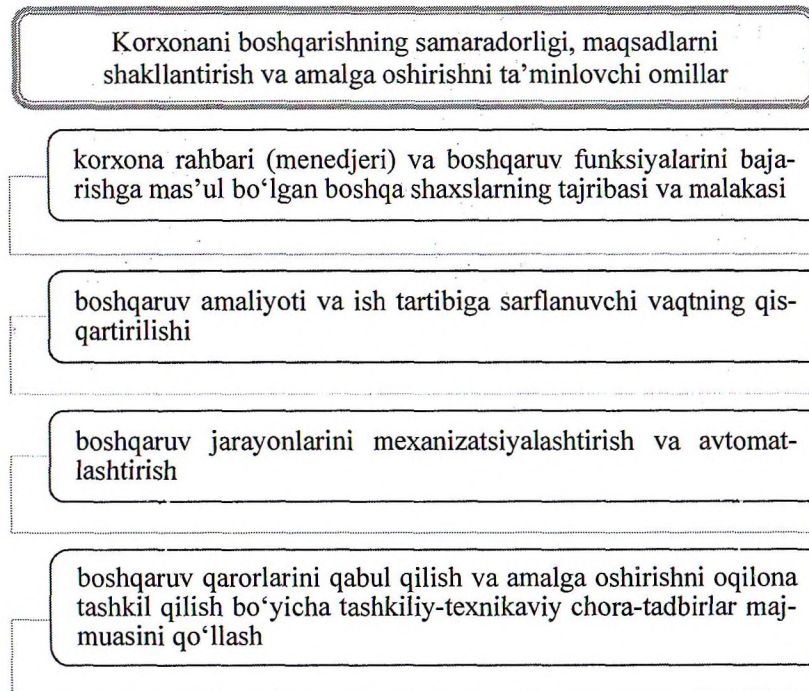 Korxonani boshqarishning samaradorligi, maqsadlarni
shakllantirish va amalga oshirishni ta’minlovchi omillar
korxona rahbari (menedjeri) va boshqaruv funksiyalarini baja-
rishga mas’ul bo‘lgan boshqa shaxslarning tajribasi va malakasi
boshqaruv amaliyoti va ish tartibiga sarflanuvchi vaqtning qis-
qartirilishi
boshqaruv jarayonlarini mexanizatsiyalashtirish va avtomat-
lashtirish
boshqaruv qarorlarini qabul qilish va amalga oshirishni oqilona
tashkil qilish bo‘yicha tashkiliy-texnikaviy chora-tadbirlar maj-
muasini qo‘llash